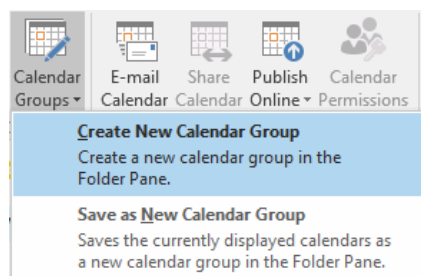 Calendar Groups
E-mail Calendar
Share Calendar
Publish Online
Calendar Permissions
Create New Calendar Group
Create a new calendar group in the
Folder Pane.
Save as New Calendar Group
Saves the currently displayed calendars as
a new calendar group in the Folder Pane.